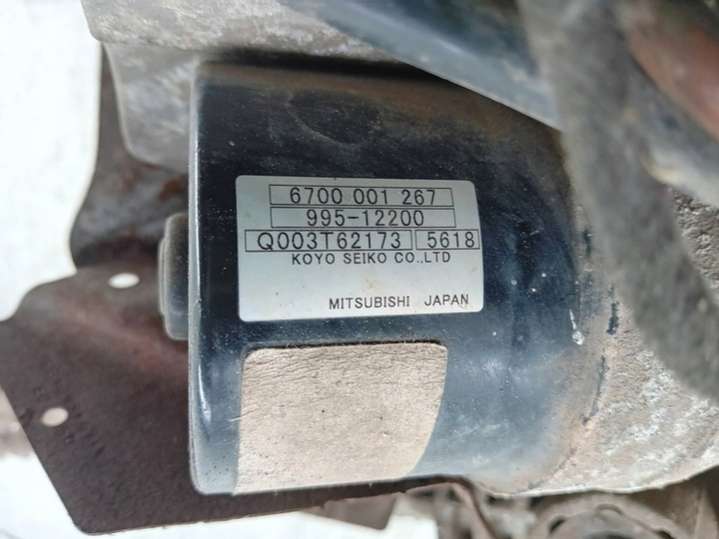 6700 001 267
995-12200
Q003T62173 5618
KOYO SEIKO CO.,LTD
MITSUBISHI JAPAN